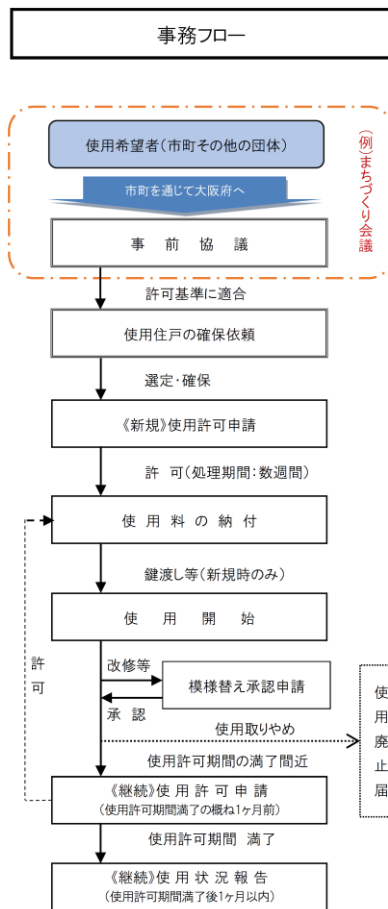 事務フロー
使用希望者(市町その他の団体)
市町を通じて大阪府へ
事前協議
(例)まちづくり会議
許可基準に適合
使用住戸の確保依頼
選定・確保
《新規》使用許可申請
許 可(処理期間:数週間)
使用料の納付
鍵渡し等(新規時のみ)
使用開始
許可
改修等
模様替え承認申請
承 認
使用取りやめ
使用廃止届
使用許可期間の満了間近
《継続》使用許可申請
(使用許可期間満了の概ね1ヶ月前)
使用許可期間 満了
《継続》使用状況報告
(使用許可期間満了後1ヶ月以内)